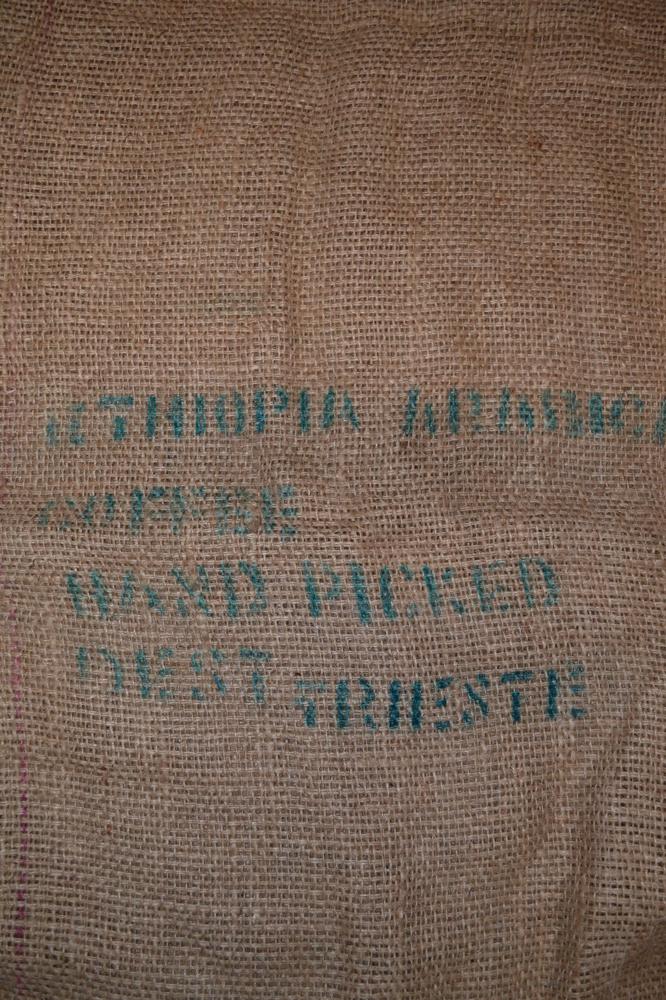 ETHIOPIA ARABICA
COFFEE
HAND PICKED
DEST TRIESTE